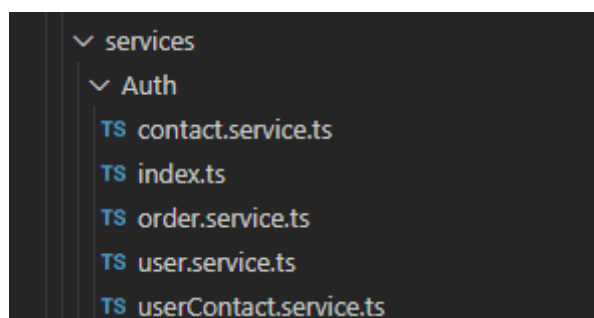 services
Auth
TS contact.service.ts
TS index.ts
TS order.service.ts
TS user.service.ts
TS userContact.service.ts